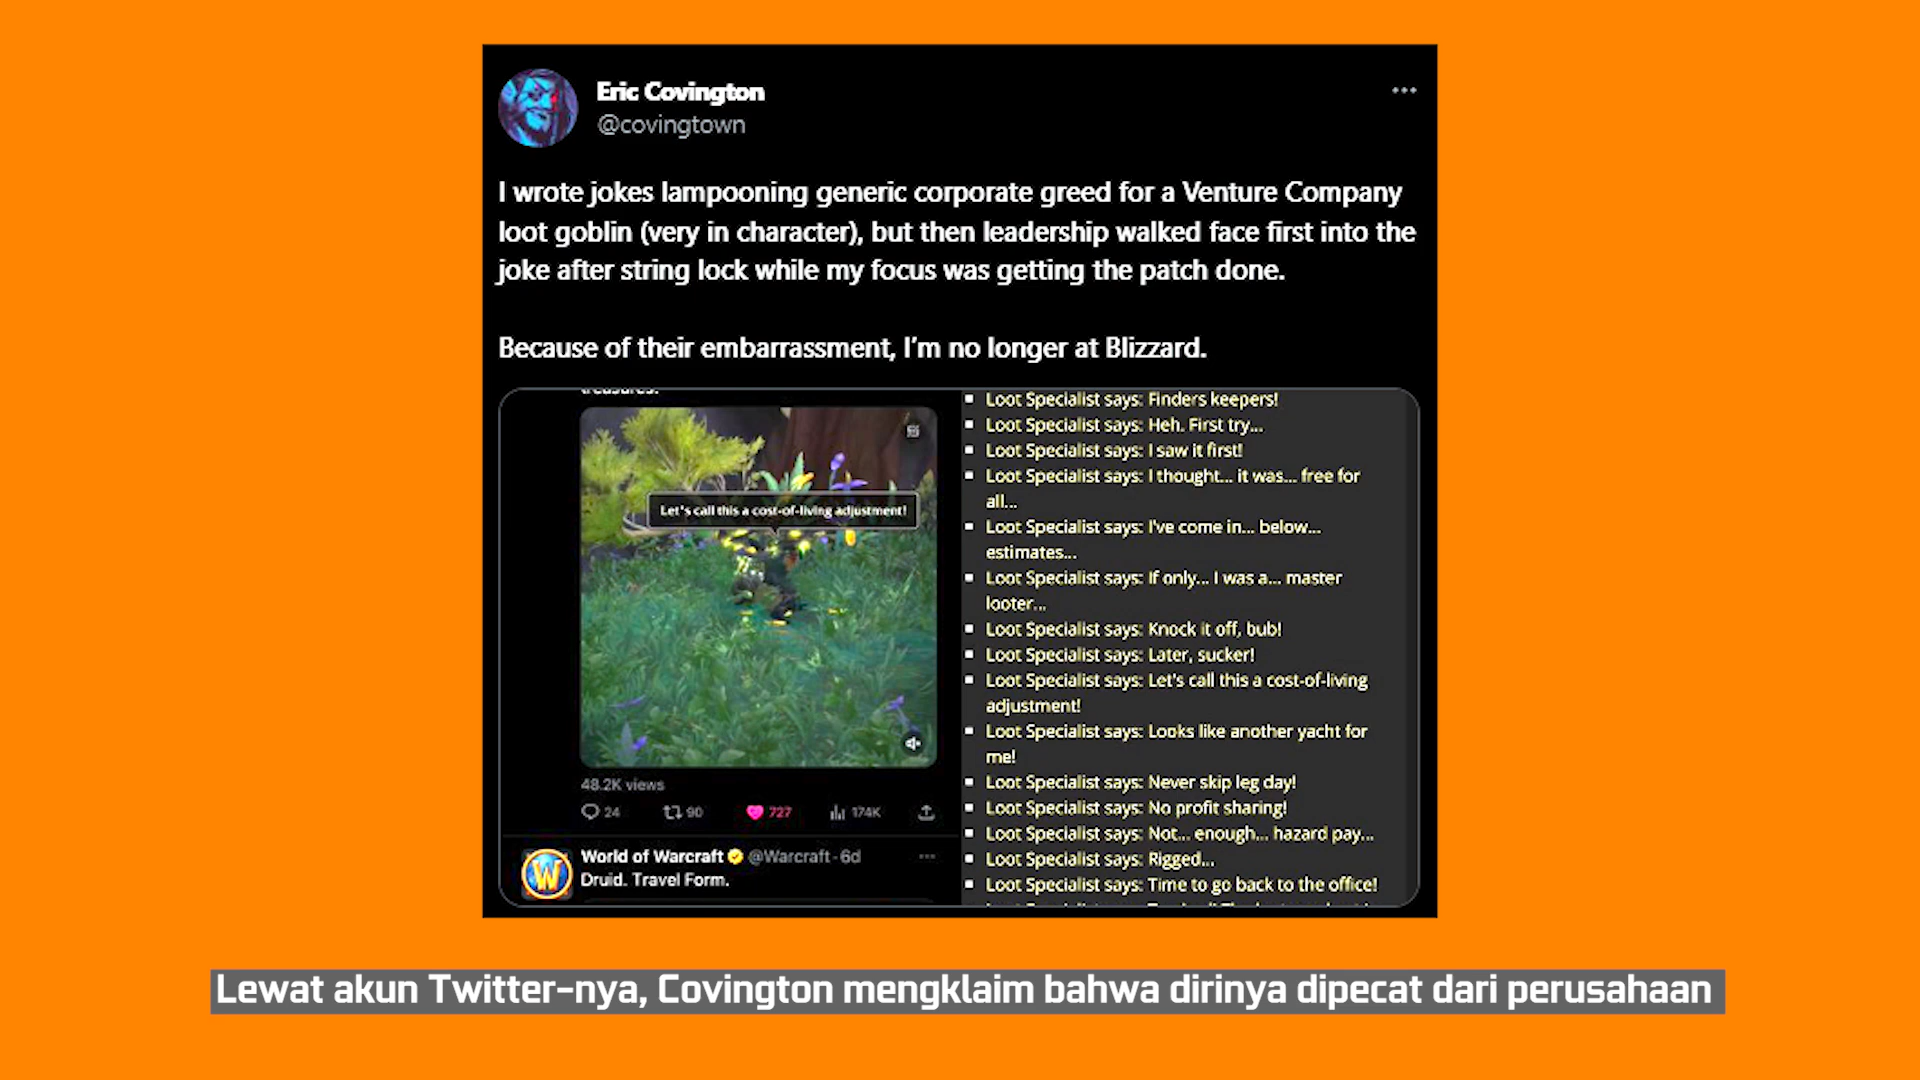 Eric Covington
@covingtown
I wrote jokes lampooning generic corporate greed for a Venture Company
loot goblin (very in character), but then leadership walked face first into the
joke after string lock while my focus was getting the patch done.
Because of their embarrassment, I'm no longer at Blizzard.
treasures.
Let's call this a cost-of-living adjustment!
48.2K views
24 90 727 174K
World of Warcraft @Warcraft · 6d
Druid. Travel Form.
Loot Specialist says: Finders keepers!
Loot Specialist says: Heh. First try...
Loot Specialist says: I saw it first!
Loot Specialist says: I thought... it was... free for
all...
Loot Specialist says: I've come in... below...
estimates...
Loot Specialist says: If only... I was a... master
looter...
Loot Specialist says: Knock it off, bub!
Loot Specialist says: Later, sucker!
Loot Specialist says: Let's call this a cost-of-living
adjustment!
Loot Specialist says: Looks like another yacht for
me!
Loot Specialist says: Never skip leg day!
Loot Specialist says: No profit sharing!
Loot Specialist says: Not... enough... hazard pay...
Loot Specialist says: Rigged...
Loot Specialist says: Time to go back to the office!
Lewat akun Twitter-nya, Covington mengklaim bahwa dirinya dipecat dari perusahaan